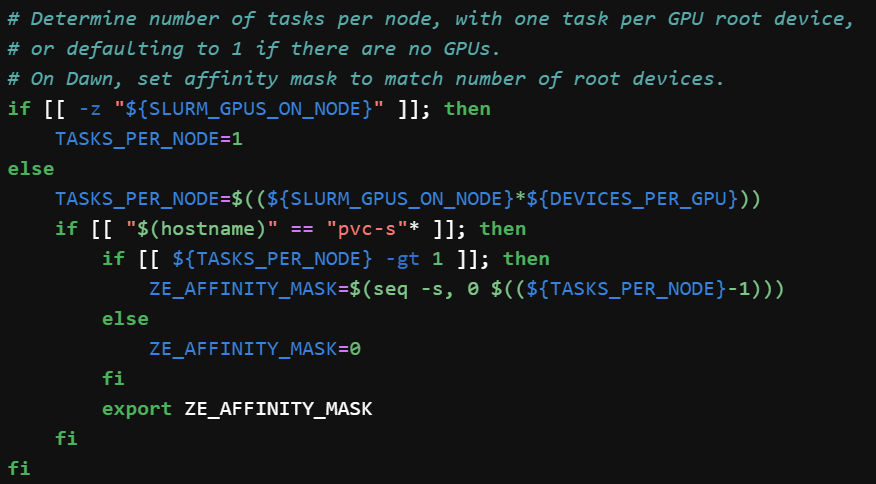 # Determine number of tasks per node, with one task per GPU root device,
# or defaulting to 1 if there are no GPUs.
# On Dawn, set affinity mask to match number of root devices.
if [[ -z "${SLURM_GPUS_ON_NODE}" ]]; then
    TASKS_PER_NODE=1
else
    TASKS_PER_NODE=$((${SLURM_GPUS_ON_NODE}*${DEVICES_PER_GPU}))
    if [[ "$(hostname)" == "pvc-s"* ]]; then
        if [[ ${TASKS_PER_NODE} -gt 1 ]]; then
            ZE_AFFINITY_MASK=$(seq -s, 0 $((${TASKS_PER_NODE}-1)))
        else
            ZE_AFFINITY_MASK=0
        fi
        export ZE_AFFINITY_MASK
    fi
fi